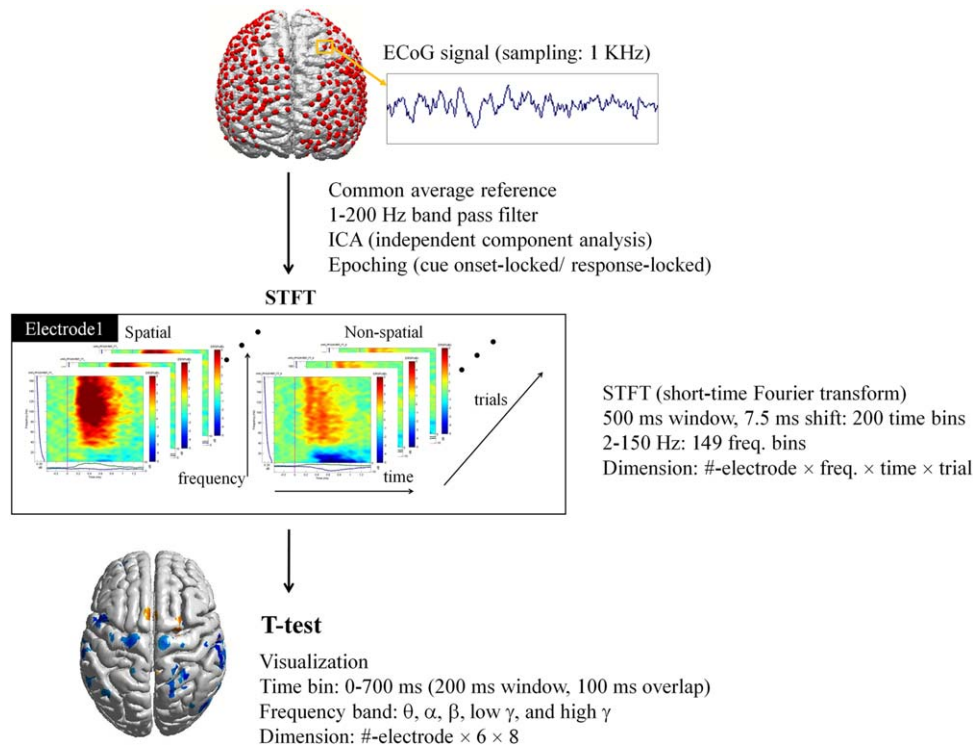 ECoG signal (sampling: 1 KHz)
Common average reference
1-200 Hz band pass filter
ICA (independent component analysis)
Epoching (cue onset-locked/ response-locked)
STFT
Electrode1
Spatial
Non-spatial
trials
frequency
time
STFT (short-time Fourier transform)
500 ms window, 7.5 ms shift: 200 time bins
2-150 Hz: 149 freq. bins
Dimension: #-electrode × freq. × time × trial
T-test
Visualization
Time bin: 0-700 ms (200 ms window, 100 ms overlap)
Frequency band: θ, α, β, low γ, and high γ
Dimension: #-electrode × 6 × 8